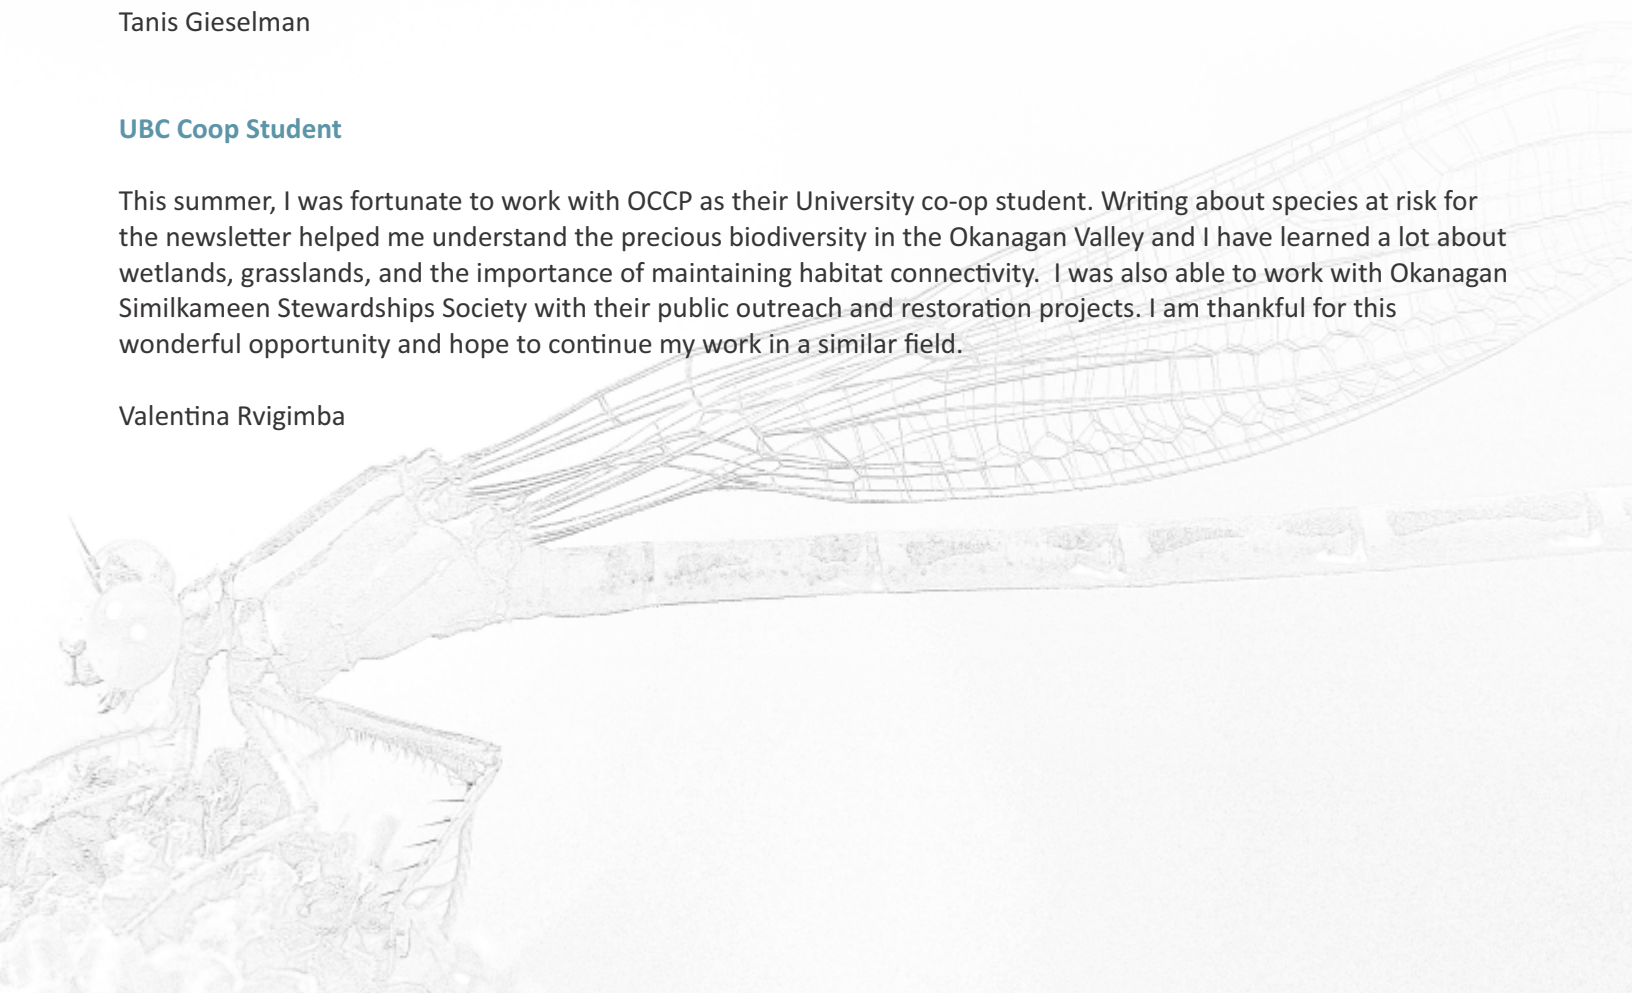 Tanis Gieselman
UBC Coop Student
This summer, I was fortunate to work with OCCP as their University co-op student. Writing about species at risk for
the newsletter helped me understand the precious biodiversity in the Okanagan Valley and I have learned a lot about
wetlands, grasslands, and the importance of maintaining habitat connectivity.  I was also able to work with Okanagan
Similkameen Stewardships Society with their public outreach and restoration projects. I am thankful for this
wonderful opportunity and hope to continue my work in a similar field.
Valentina Rvigimba